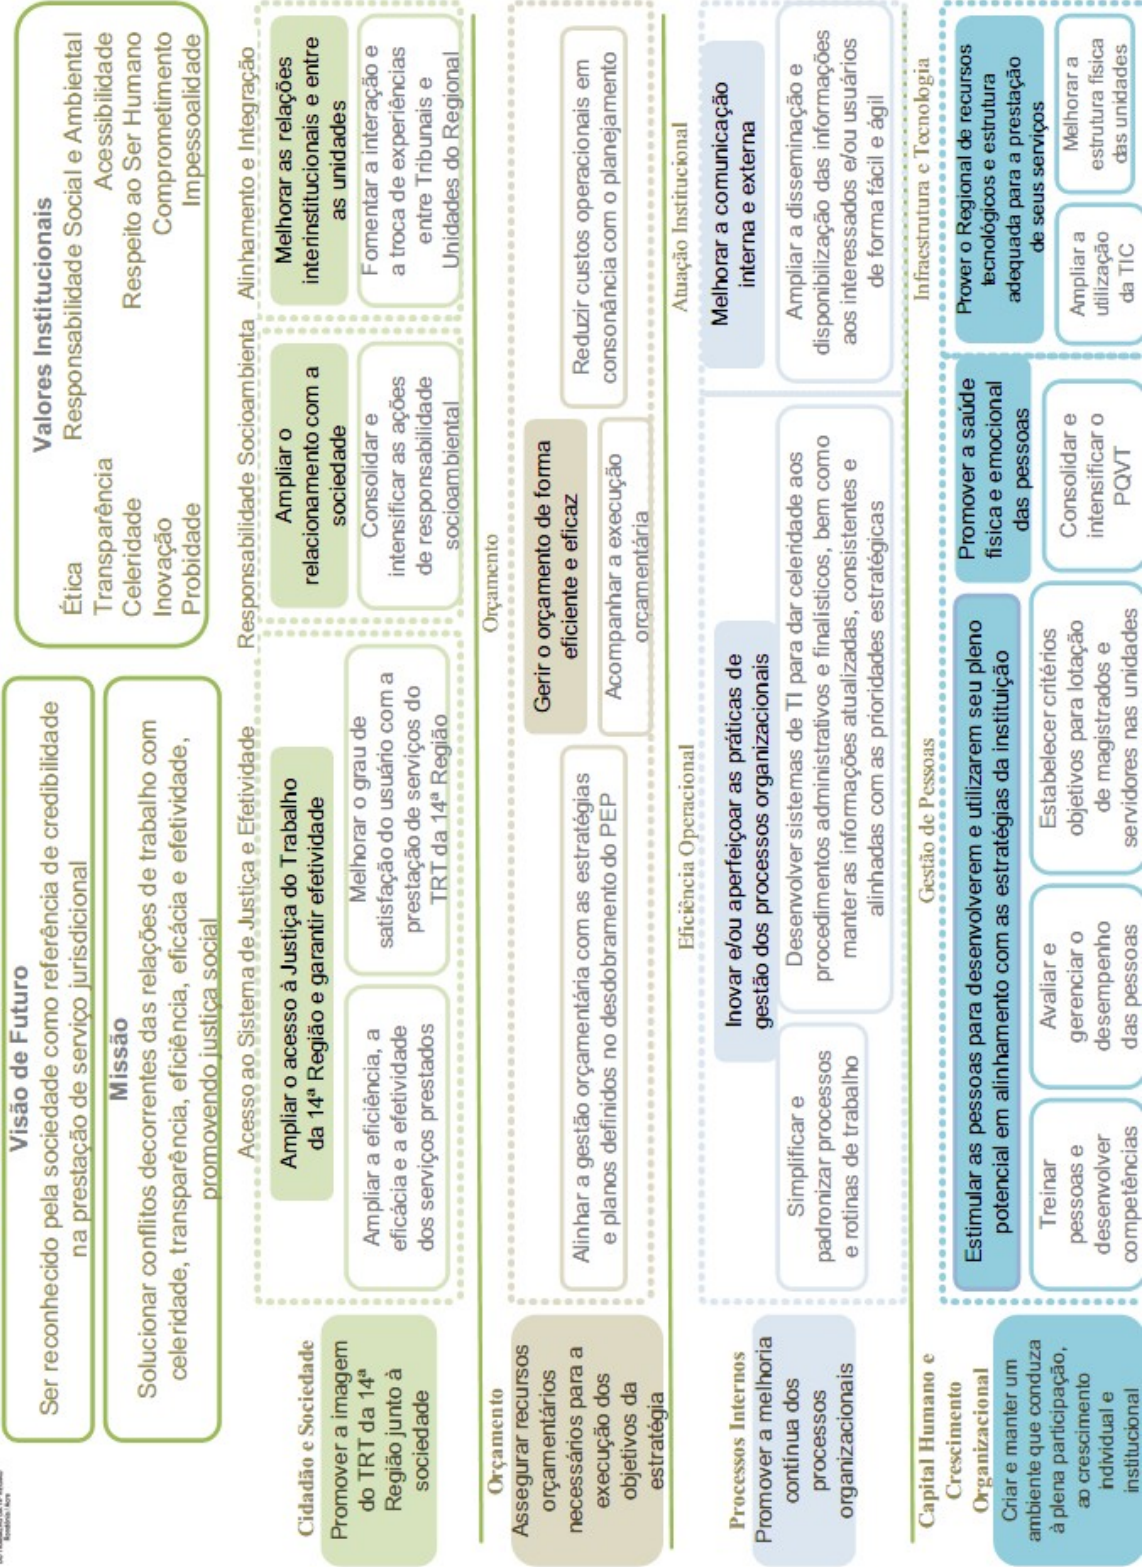 Visão de Futuro
Ser reconhecido pela sociedade como referência de credibilidade
na prestação de serviço jurisdicional
Missão
Solucionar conflitos decorrentes das relações de trabalho com
celeridade, transparência, eficiência, eficácia e efetividade,
promovendo justiça social
Valores Institucionais
Ética
Responsabilidade Social e Ambiental
Transparência
Acessibilidade
Celeridade
Respeito ao Ser Humano
Inovação
Comprometimento
Probidade
Impessoalidade
Cidadão e Sociedade
Promover a imagem
do TRT da 14ª
Região junto à
sociedade
Acesso ao Sistema de Justiça e Efetividade
Ampliar o acesso à Justiça do Trabalho
da 14ª Região e garantir efetividade
Ampliar a eficiência, a
eficácia e a efetividade
dos serviços prestados
Melhorar o grau de
satisfação do usuário com a
prestação de serviços do
TRT da 14ª Região
Responsabilidade Socioambienta
Ampliar o
relacionamento com a
sociedade
Consolidar e
intensificar as ações
de responsabilidade
socioambiental
Alinhamento e Integração
Melhorar as relações
interinstitucionais e entre
as unidades
Fomentar a interação e
a troca de experiências
entre Tribunais e
Unidades do Regional
Orçamento
Assegurar recursos
orçamentários
necessários para a
execução dos
objetivos da
estratégia
Orçamento
Gerir o orçamento de forma
eficiente e eficaz
Alinhar a gestão orçamentária com as estratégias
e planos definidos no desdobramento do PEP
Acompanhar a execução
orçamentária
Reduzir custos operacionais em
consonância com o planejamento
Processos Internos
Promover a melhoria
contínua dos
processos
organizacionais
Eficiência Operacional
Inovar e/ou aperfeiçoar as práticas de
gestão dos processos organizacionais
Simplificar e
padronizar processos
e rotinas de trabalho
Desenvolver sistemas de TI para dar celeridade aos
procedimentos administrativos e finalísticos, bem como
manter as informações atualizadas, consistentes e
alinhadas com as prioridades estratégicas
Atuação Institucional
Melhorar a comunicação
interna e externa
Ampliar a disseminação e
disponibilização das informações
aos interessados e/ou usuários
de forma fácil e ágil
Capital Humano e
Crescimento
Organizacional
Criar e manter um
ambiente que conduza
à plena participação,
ao crescimento
individual e
institucional
Gestão de Pessoas
Estimular as pessoas para desenvolverem e utilizarem seu pleno
potencial em alinhamento com as estratégias da instituição
Treinar
pessoas e
desenvolver
competências
Avaliar e
gerenciar o
desempenho
das pessoas
Estabelecer critérios
objetivos para lotação
de magistrados e
servidores nas unidades
Promover a saúde
física e emocional
das pessoas
Consolidar e
intensificar o
PQVT
Infraestrutura e Tecnologia
Prover o Regional de recursos
tecnológicos e estrutura
adequada para a prestação
de seus serviços
Ampliar a
utilização
da TIC
Melhorar a
estrutura física
das unidades